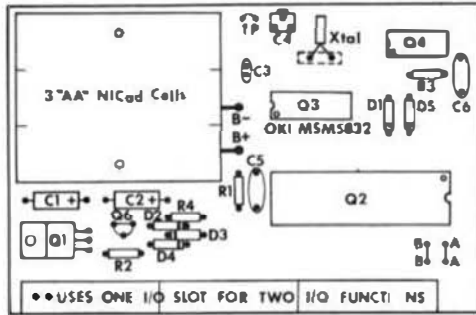 TP
C4
Xtal
Q4
3"AA" NiCad Cells
C3
R3
C6
B-
Q3
D1
D5
B+
OKI MSM5832
C5
R1
C1 +
C2 +
Q2
Q6
D2
R4
Q1
D3
D4
R2
B A
B A
•• USES ONE I/O SLOT FOR TWO I/O FUNCTI NS